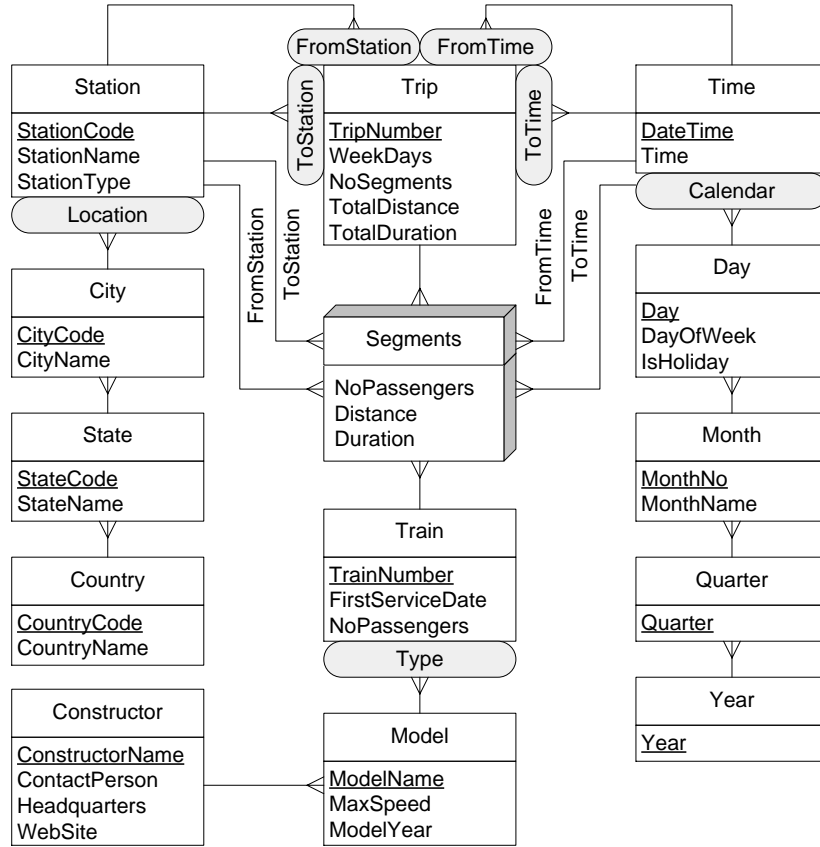 FromStation
FromTime
Station
StationCode
StationName
StationType
Location
ToStation
Trip
TripNumber
WeekDays
NoSegments
TotalDistance
TotalDuration
ToTime
Time
DateTime
Time
Calendar
FromStation
ToStation
FromTime
ToTime
City
CityCode
CityName
Segments
NoPassengers
Distance
Duration
Day
Day
DayOfWeek
IsHoliday
State
StateCode
StateName
Month
MonthNo
MonthName
Country
CountryCode
CountryName
Train
TrainNumber
FirstServiceDate
NoPassengers
Type
Quarter
Quarter
Constructor
ConstructorName
ContactPerson
Headquarters
WebSite
Model
ModelName
MaxSpeed
ModelYear
Year
Year